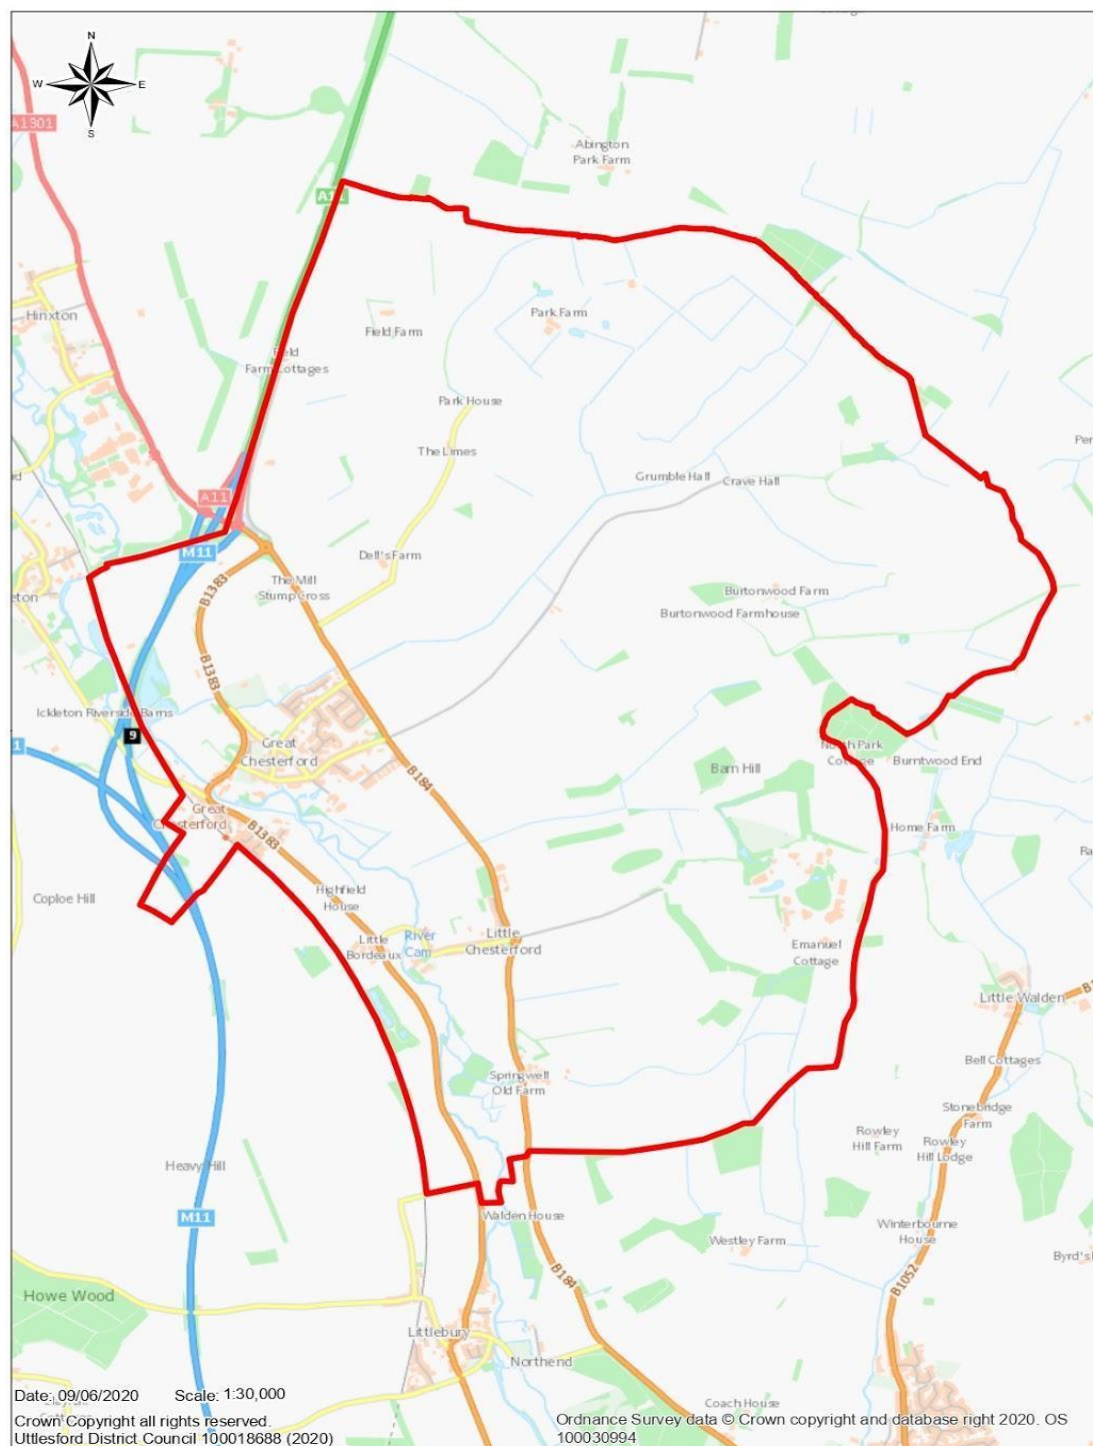 N
W
E
S
A1301
A11
Abington
Park Farm
Hinxton
Park Farm
Field Farm
Field
Farm Cottages
Park House
The Limes
Grumble Hall
Crave Hall
A11
M11
Dell's Farm
The Mill
Stump Cross
B1383
Burtonwood Farm
Burtonwood Farmhouse
B1383
Ickleton Riverside Barns
9
Great
Chesterford
North Park
Cottage
Burntwood End
Barn Hill
B184
Great
Chesterford
B1383
Home Farm
Coploe Hill
Highfield
House
Little
Bordeaux
River
Cam
Little
Chesterford
Emanuel
Cottage
Little Walden
Bell Cottages
Springwell
Old Farm
Stonebridge
Farm
Rowley
Hill Farm
Rowley
Hill Lodge
Heavy Hill
M11
Walden House
Winterbourne
House
Westley Farm
B184
B1052
Howe Wood
Littlebury
Northend
Coach House
Date: 09/06/2020 Scale: 1:30,000
Crown Copyright all rights reserved.
Uttlesford District Council 100018688 (2020)
Ordnance Survey data © Crown copyright and database right 2020. OS
100030994